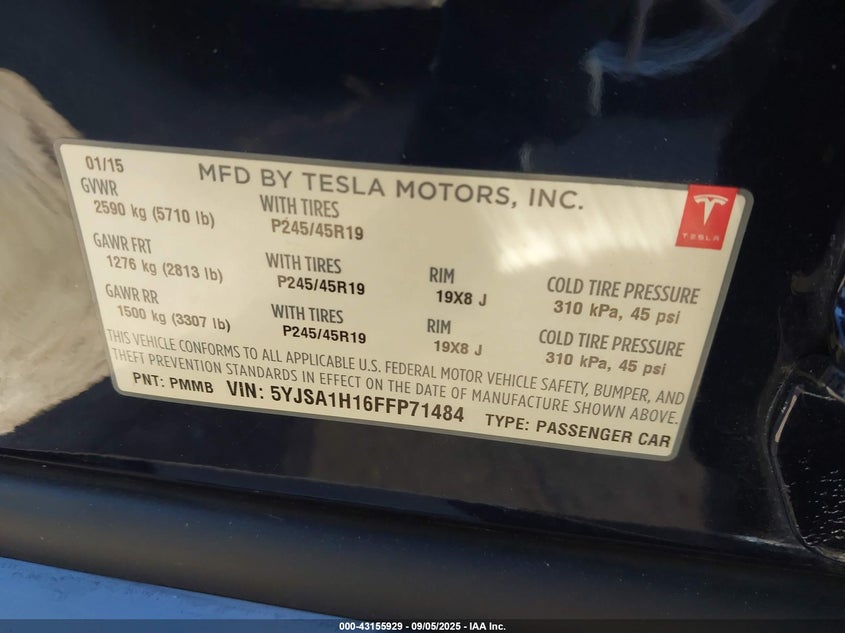 01/15
MFD BY TESLA MOTORS, INC.
GVWR
2590 kg (5710 lb)
WITH TIRES
P245/45R19
TESLA
GAWR FRT
1276 kg (2813 lb)
WITH TIRES
P245/45R19
RIM
19X8 J
COLD TIRE PRESSURE
310 kPa, 45 psi
GAWR RR
1500 kg (3307 lb)
WITH TIRES
P245/45R19
RIM
19X8 J
COLD TIRE PRESSURE
310 kPa, 45 psi
THIS VEHICLE CONFORMS TO ALL APPLICABLE U.S. FEDERAL MOTOR VEHICLE SAFETY, BUMPER, AND
THEFT PREVENTION STANDARDS IN EFFECT ON THE DATE OF MANUFACTURE SHOWN ABOVE.
PNT: PMMB VIN: 5YJSA1H16FFP71484 TYPE: PASSENGER CAR
000-43155929 - 09/05/2025 - IAA Inc.